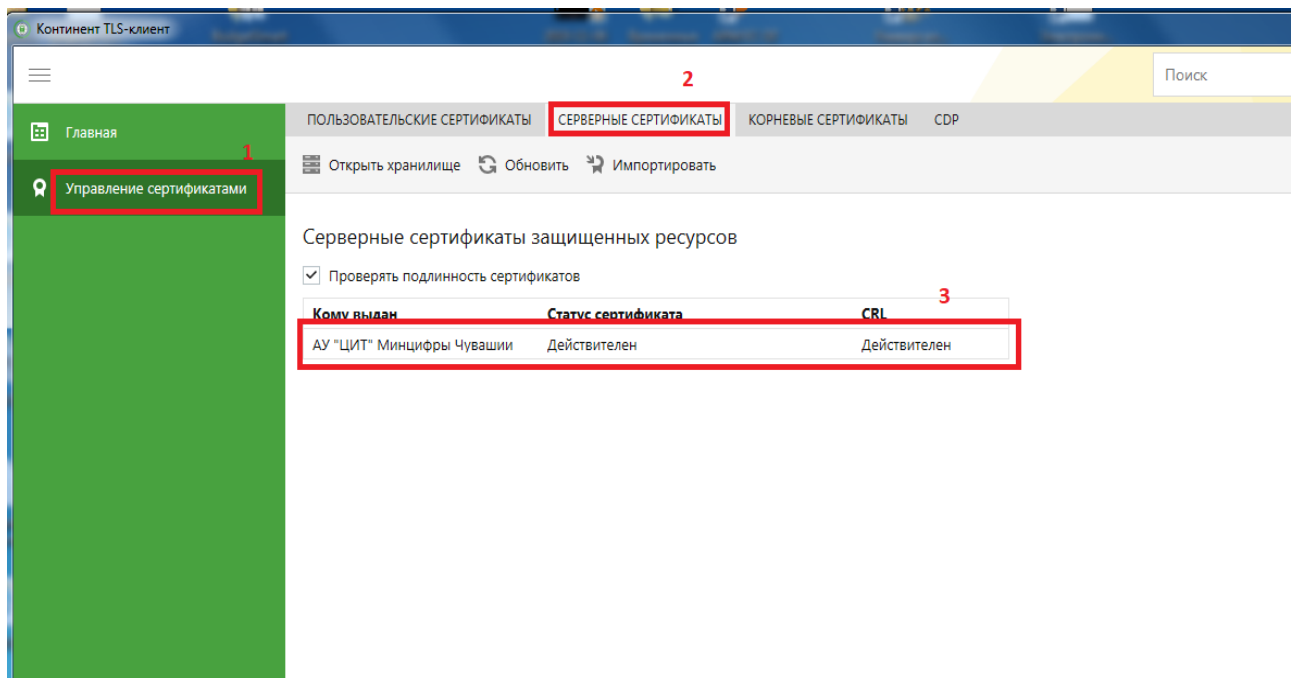 Континент TLS-клиент
2
Поиск
ПОЛЬЗОВАТЕЛЬСКИЕ СЕРТИФИКАТЫ СЕРВЕРНЫЕ СЕРТИФИКАТЫ КОРНЕВЫЕ СЕРТИФИКАТЫ CDP
Главная
1
Открыть хранилище Обновить Импортировать
Управление сертификатами
Серверные сертификаты защищенных ресурсов
Проверять подлинность сертификатов
3
Кому выдан Статус сертификата CRL
АУ "ЦИТ" Минцифры Чувашии Действителен Действителен